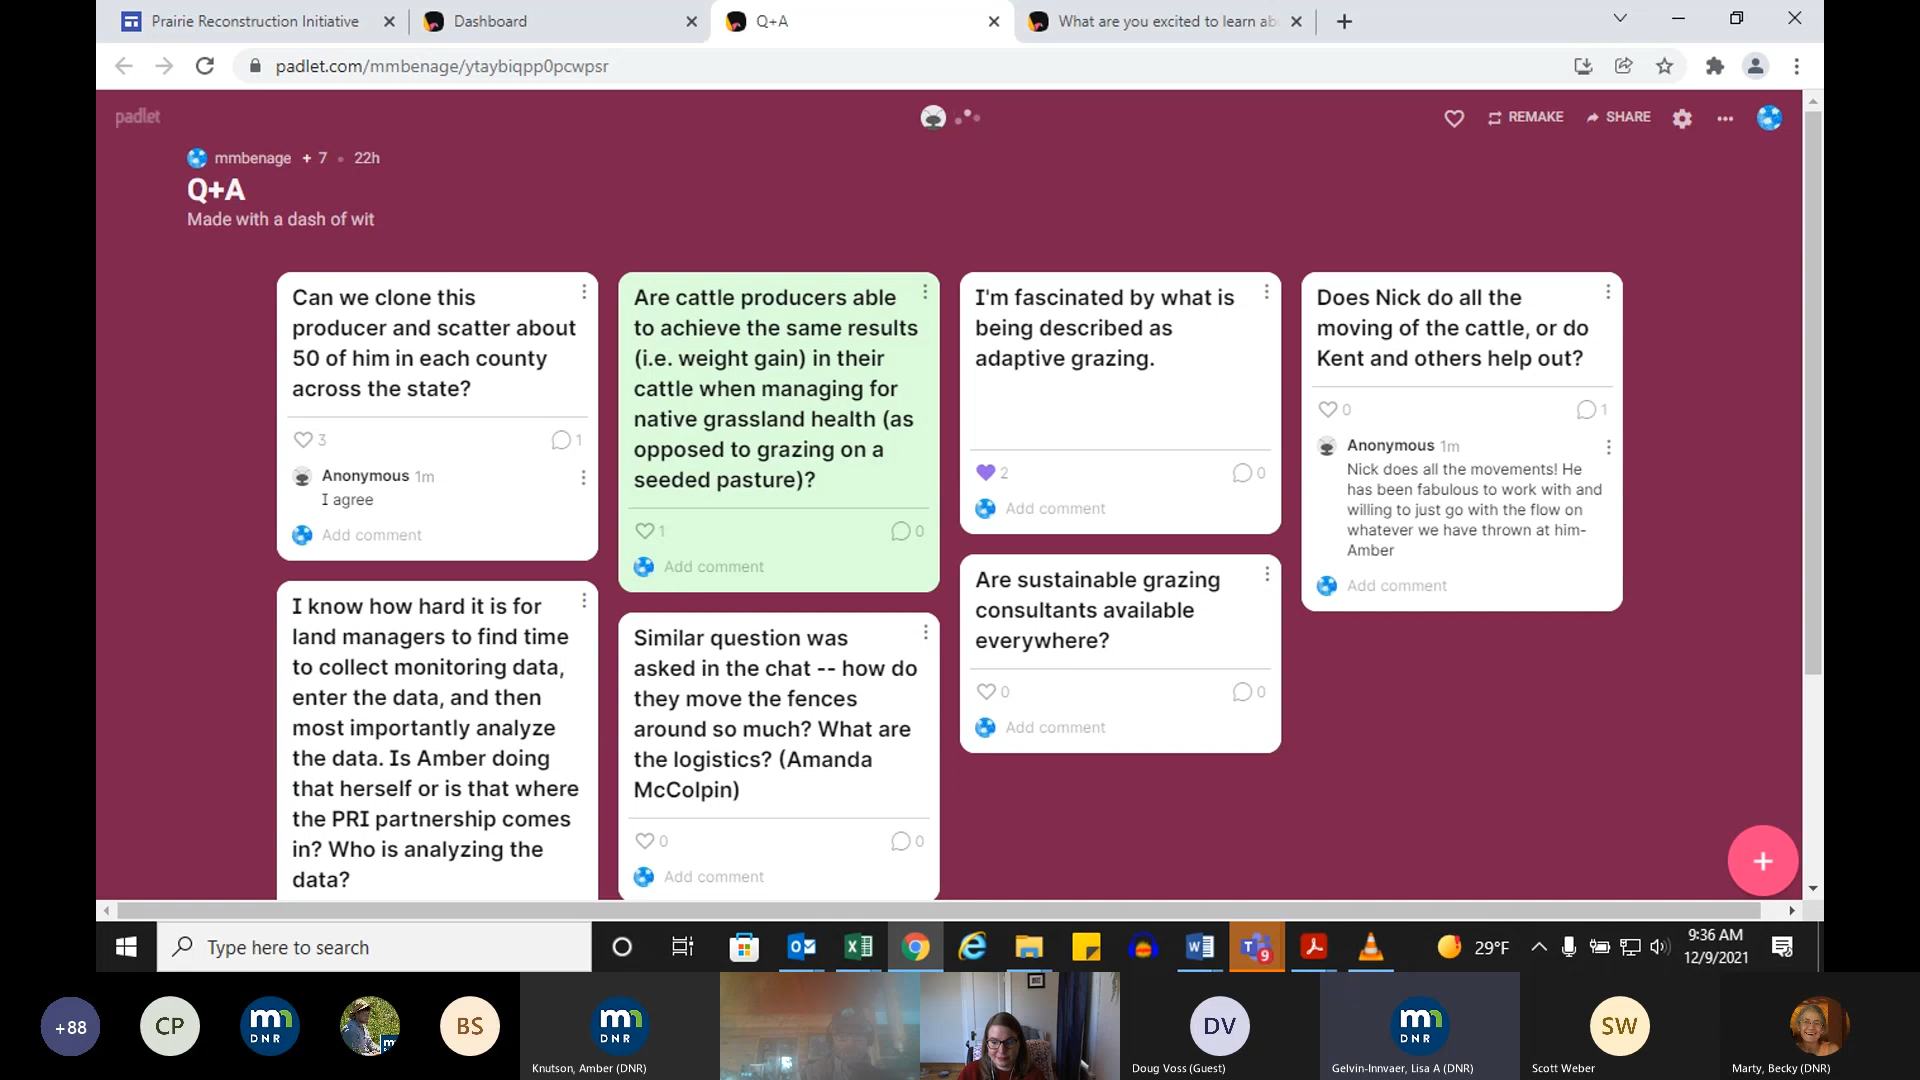 Prairie Reconstruction Initiative
Dashboard
Q+A
What are you excited to learn ab
padlet.com/mmbenage/ytaybiqpp0pcwpsr
padlet
REMAKE
SHARE
mmbenage + 7 • 22h
Q+A
Made with a dash of wit
Can we clone this
producer and scatter about
50 of him in each county
across the state?
3
1
Anonymous 1m
I agree
Add comment
I know how hard it is for
land managers to find time
to collect monitoring data,
enter the data, and then
most importantly analyze
the data. Is Amber doing
that herself or is that where
the PRI partnership comes
in? Who is analyzing the
data?
Are cattle producers able
to achieve the same results
(i.e. weight gain) in their
cattle when managing for
native grassland health (as
opposed to grazing on a
seeded pasture)?
1
0
Add comment
Similar question was
asked in the chat -- how do
they move the fences
around so much? What are
the logistics? (Amanda
McColpin)
0
0
Add comment
I'm fascinated by what is
being described as
adaptive grazing.
2
0
Add comment
Are sustainable grazing
consultants available
everywhere?
0
0
Add comment
Does Nick do all the
moving of the cattle, or do
Kent and others help out?
0
1
Anonymous 1m
Nick does all the movements! He
has been fabulous to work with and
willing to just go with the flow on
whatever we have thrown at him-
Amber
Add comment
Type here to search
9
29°F
9:36 AM
12/9/2021
+88
CP
mn
DNR
m
BS
mn
DNR
Knutson, Amber (DNR)
DV
Doug Voss (Guest)
mn
DNR
Gelvin-Innvaer, Lisa A (DNR)
SW
Scott Weber
Marty, Becky (DNR)